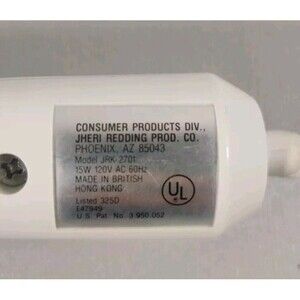 CONSUMER PRODUCTS DIV.,
JHERI REDDING PROD. CO.
PHOENIX, AZ 85043
Model JRK-2701
15W 120V AC 60Hz
MADE IN BRITISH
HONG KONG
UL
Listed 325D
E47949
U.S. Pat. No. 3 950 052